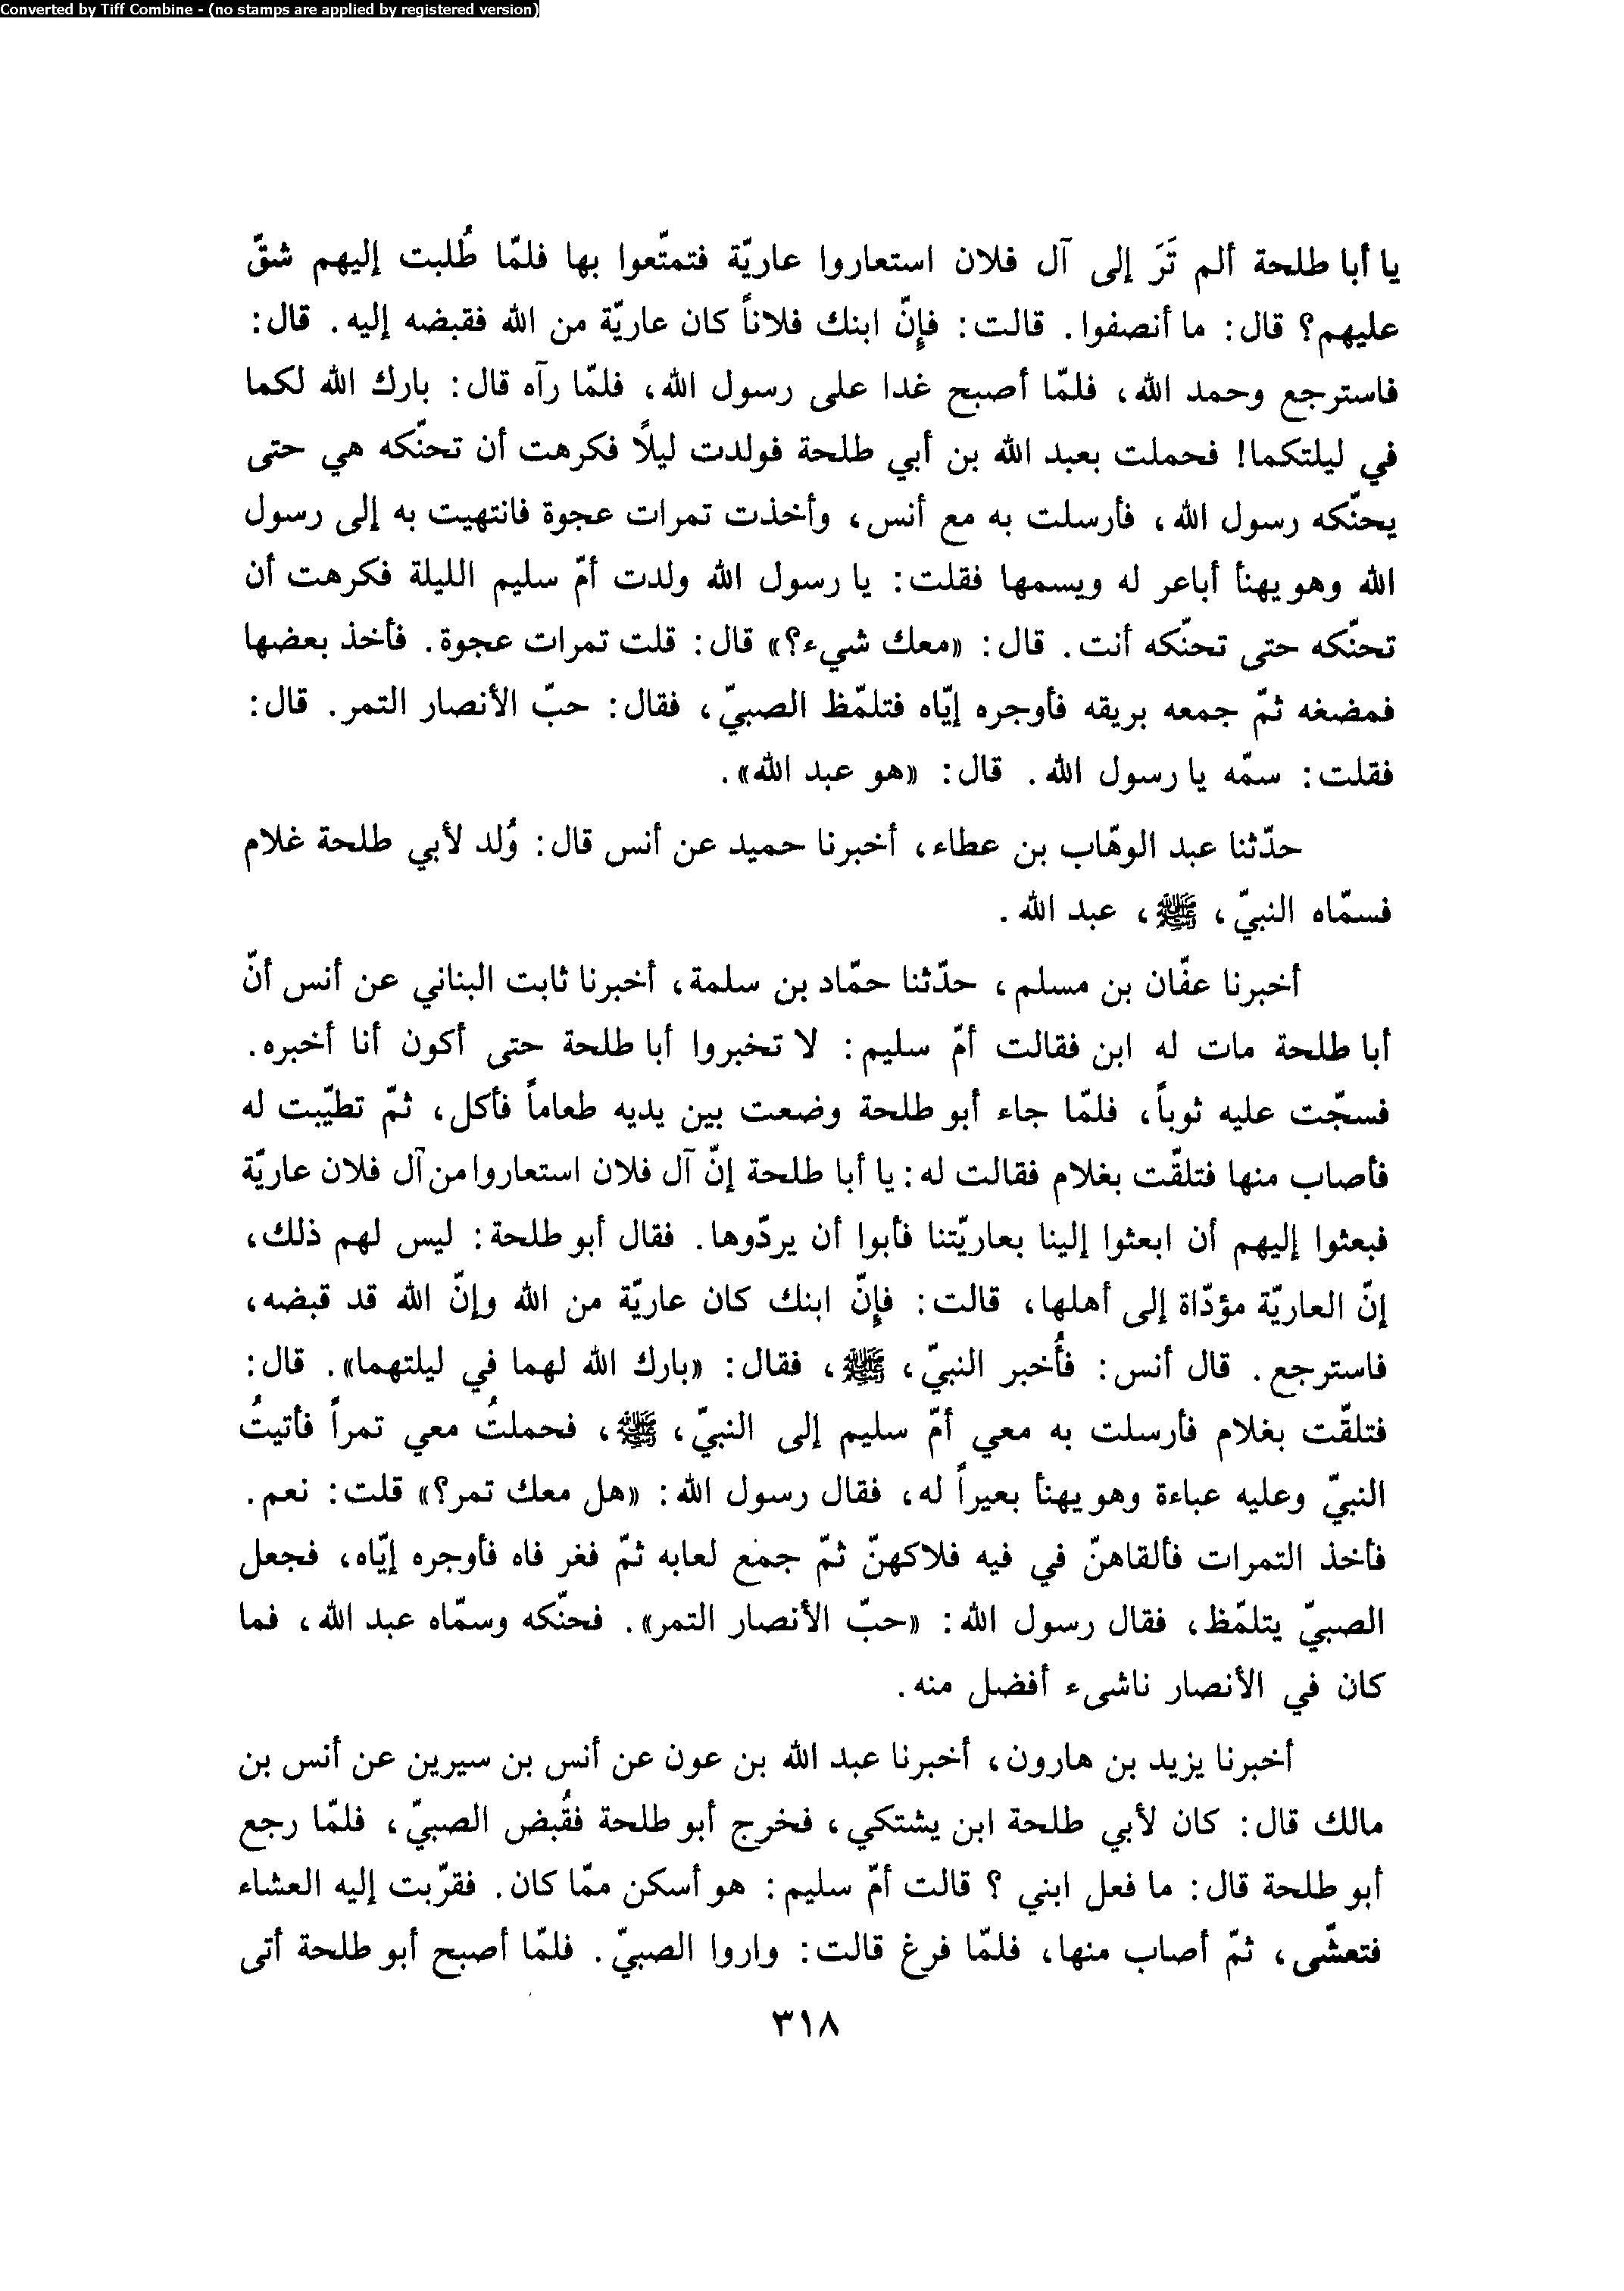 Converted by Tiff Combine - (no stamps are applied by registered version)
يا أبا طلحة ألم تَرَ إلى آل فلان استعاروا عاريّة فتمتّعوا بها فلمّا طُلبت إليهم شقّ
عليهم؟ قال: ما أنصفوا. قالت: فإنّ ابنك فلاناً كان عاريّة من الله فقبضه إليه. قال:
فاسترجع وحمد الله، فلمّا أصبح غدا على رسول الله، فلمّا رآه قال: بارك الله لكما
في ليلتكما! فحملت بعبد الله بن أبي طلحة فولدت ليلًا فكرهت أن تحنّكه هي حتى
يحنّكه رسول الله، فأرسلت به مع أنس، وأخذت تمرات عجوة فانتهيت به إلى رسول
الله وهو يهنأ أباعر له ويسمها فقلت: يا رسول الله ولدت أمّ سليم الليلة فكرهت أن
تحنّكه حتى تحنّكه أنت. قال: «معك شيء؟» قال: قلت تمرات عجوة. فأخذ بعضها
فمضغه ثمّ جمعه بريقه فأوجره إيّاه فتلمّظ الصبيّ، فقال: حبّ الأنصار التمر. قال:
فقلت: سمّه يا رسول الله. قال: «هو عبد الله».
حدّثنا عبد الوهّاب بن عطاء، أخبرنا حميد عن أنس قال: وُلد لأبي طلحة غلام
فسمّاه النبيّ، ﷺ، عبد الله.
أخبرنا عفّان بن مسلم، حدّثنا حمّاد بن سلمة، أخبرنا ثابت البناني عن أنس أنّ
أبا طلحة مات له ابن فقالت أمّ سليم: لا تخبروا أبا طلحة حتى أكون أنا أخبره.
فسجّت عليه ثوباً، فلمّا جاء أبو طلحة وضعت بين يديه طعاماً فأكل، ثمّ تطيّبت له
فأصاب منها فتلقّت بغلام فقالت له: يا أبا طلحة إنّ آل فلان استعاروا من آل فلان عاريّة
فبعثوا إليهم أن ابعثوا إلينا بعاريّتنا فأبوا أن يردّوها. فقال أبو طلحة: ليس لهم ذلك،
إنّ العاريّة مؤدّاة إلى أهلها، قالت: فإنّ ابنك كان عاريّة من الله وإنّ الله قد قبضه،
فاسترجع. قال أنس: فأُخبر النبيّ، ﷺ، فقال: «بارك الله لهما في ليلتهما». قال:
فتلقّت بغلام فأرسلت به معي أمّ سليم إلى النبيّ، ﷺ، فحملتُ معي تمراً فأتيتُ
النبيّ وعليه عباءة وهو يهنأ بعيراً له، فقال رسول الله: «هل معك تمر؟» قلت: نعم.
فأخذ التمرات فألقاهنّ في فيه فلاكهنّ ثمّ جمع لعابه ثمّ فغر فاه فأوجره إيّاه، فجعل
الصبيّ يتلمّظ، فقال رسول الله: «حبّ الأنصار التمر». فحنّكه وسمّاه عبد الله، فما
كان في الأنصار ناشىء أفضل منه.
أخبرنا يزيد بن هارون، أخبرنا عبد الله بن عون عن أنس بن سيرين عن أنس بن
مالك قال: كان لأبي طلحة ابن يشتكي، فخرج أبو طلحة فقُبض الصبيّ، فلمّا رجع
أبو طلحة قال: ما فعل ابني ؟ قالت أمّ سليم: هو أسكن ممّا كان. فقرّبت إليه العشاء
فتعشّى، ثمّ أصاب منها، فلمّا فرغ قالت: واروا الصبيّ. فلمّا أصبح أبو طلحة أتى
٣١٨